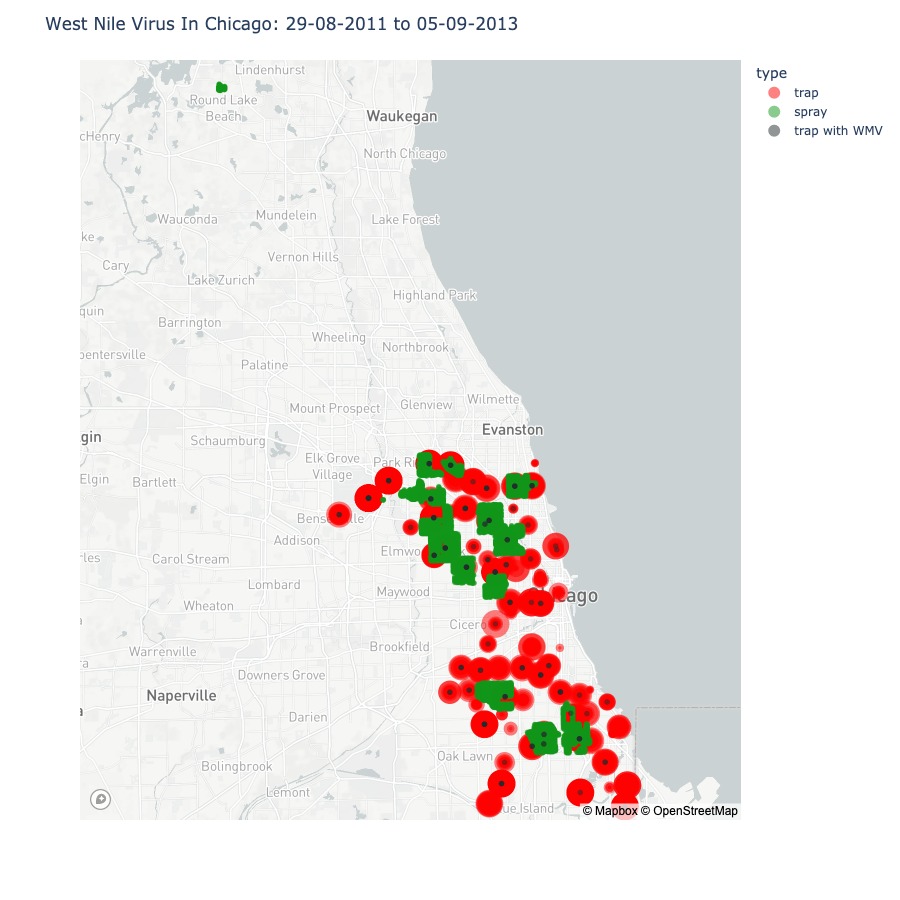 West Nile Virus In Chicago: 29-08-2011 to 05-09-2013
type
trap
spray
trap with WMV
Lindenhurst
Round Lake
Beach
Waukegan
cHenry
North Chicago
Wauconda
Mundelein
Lake Forest
ke
Vernon Hills
Cary
Lake Zurich
Highland Park
quin
Barrington
Wheeling
Northbrook
pentersville
Palatine
Wilmette
Mount Prospect
Glenview
Evanston
gin
Schaumburg
Elk Grove
Village
Park Ri
Elgin
Bartlett
Bense
Addison
Elmwo
les
Carol Stream
Lombard
Maywood
cago
Wheaton
Cicero
Brookfield
Warrenville
ra
Downers Grove
Naperville
a
Darien
Oak Lawn
Bolingbrook
Lemont
ue Island
© Mapbox © OpenStreetMap